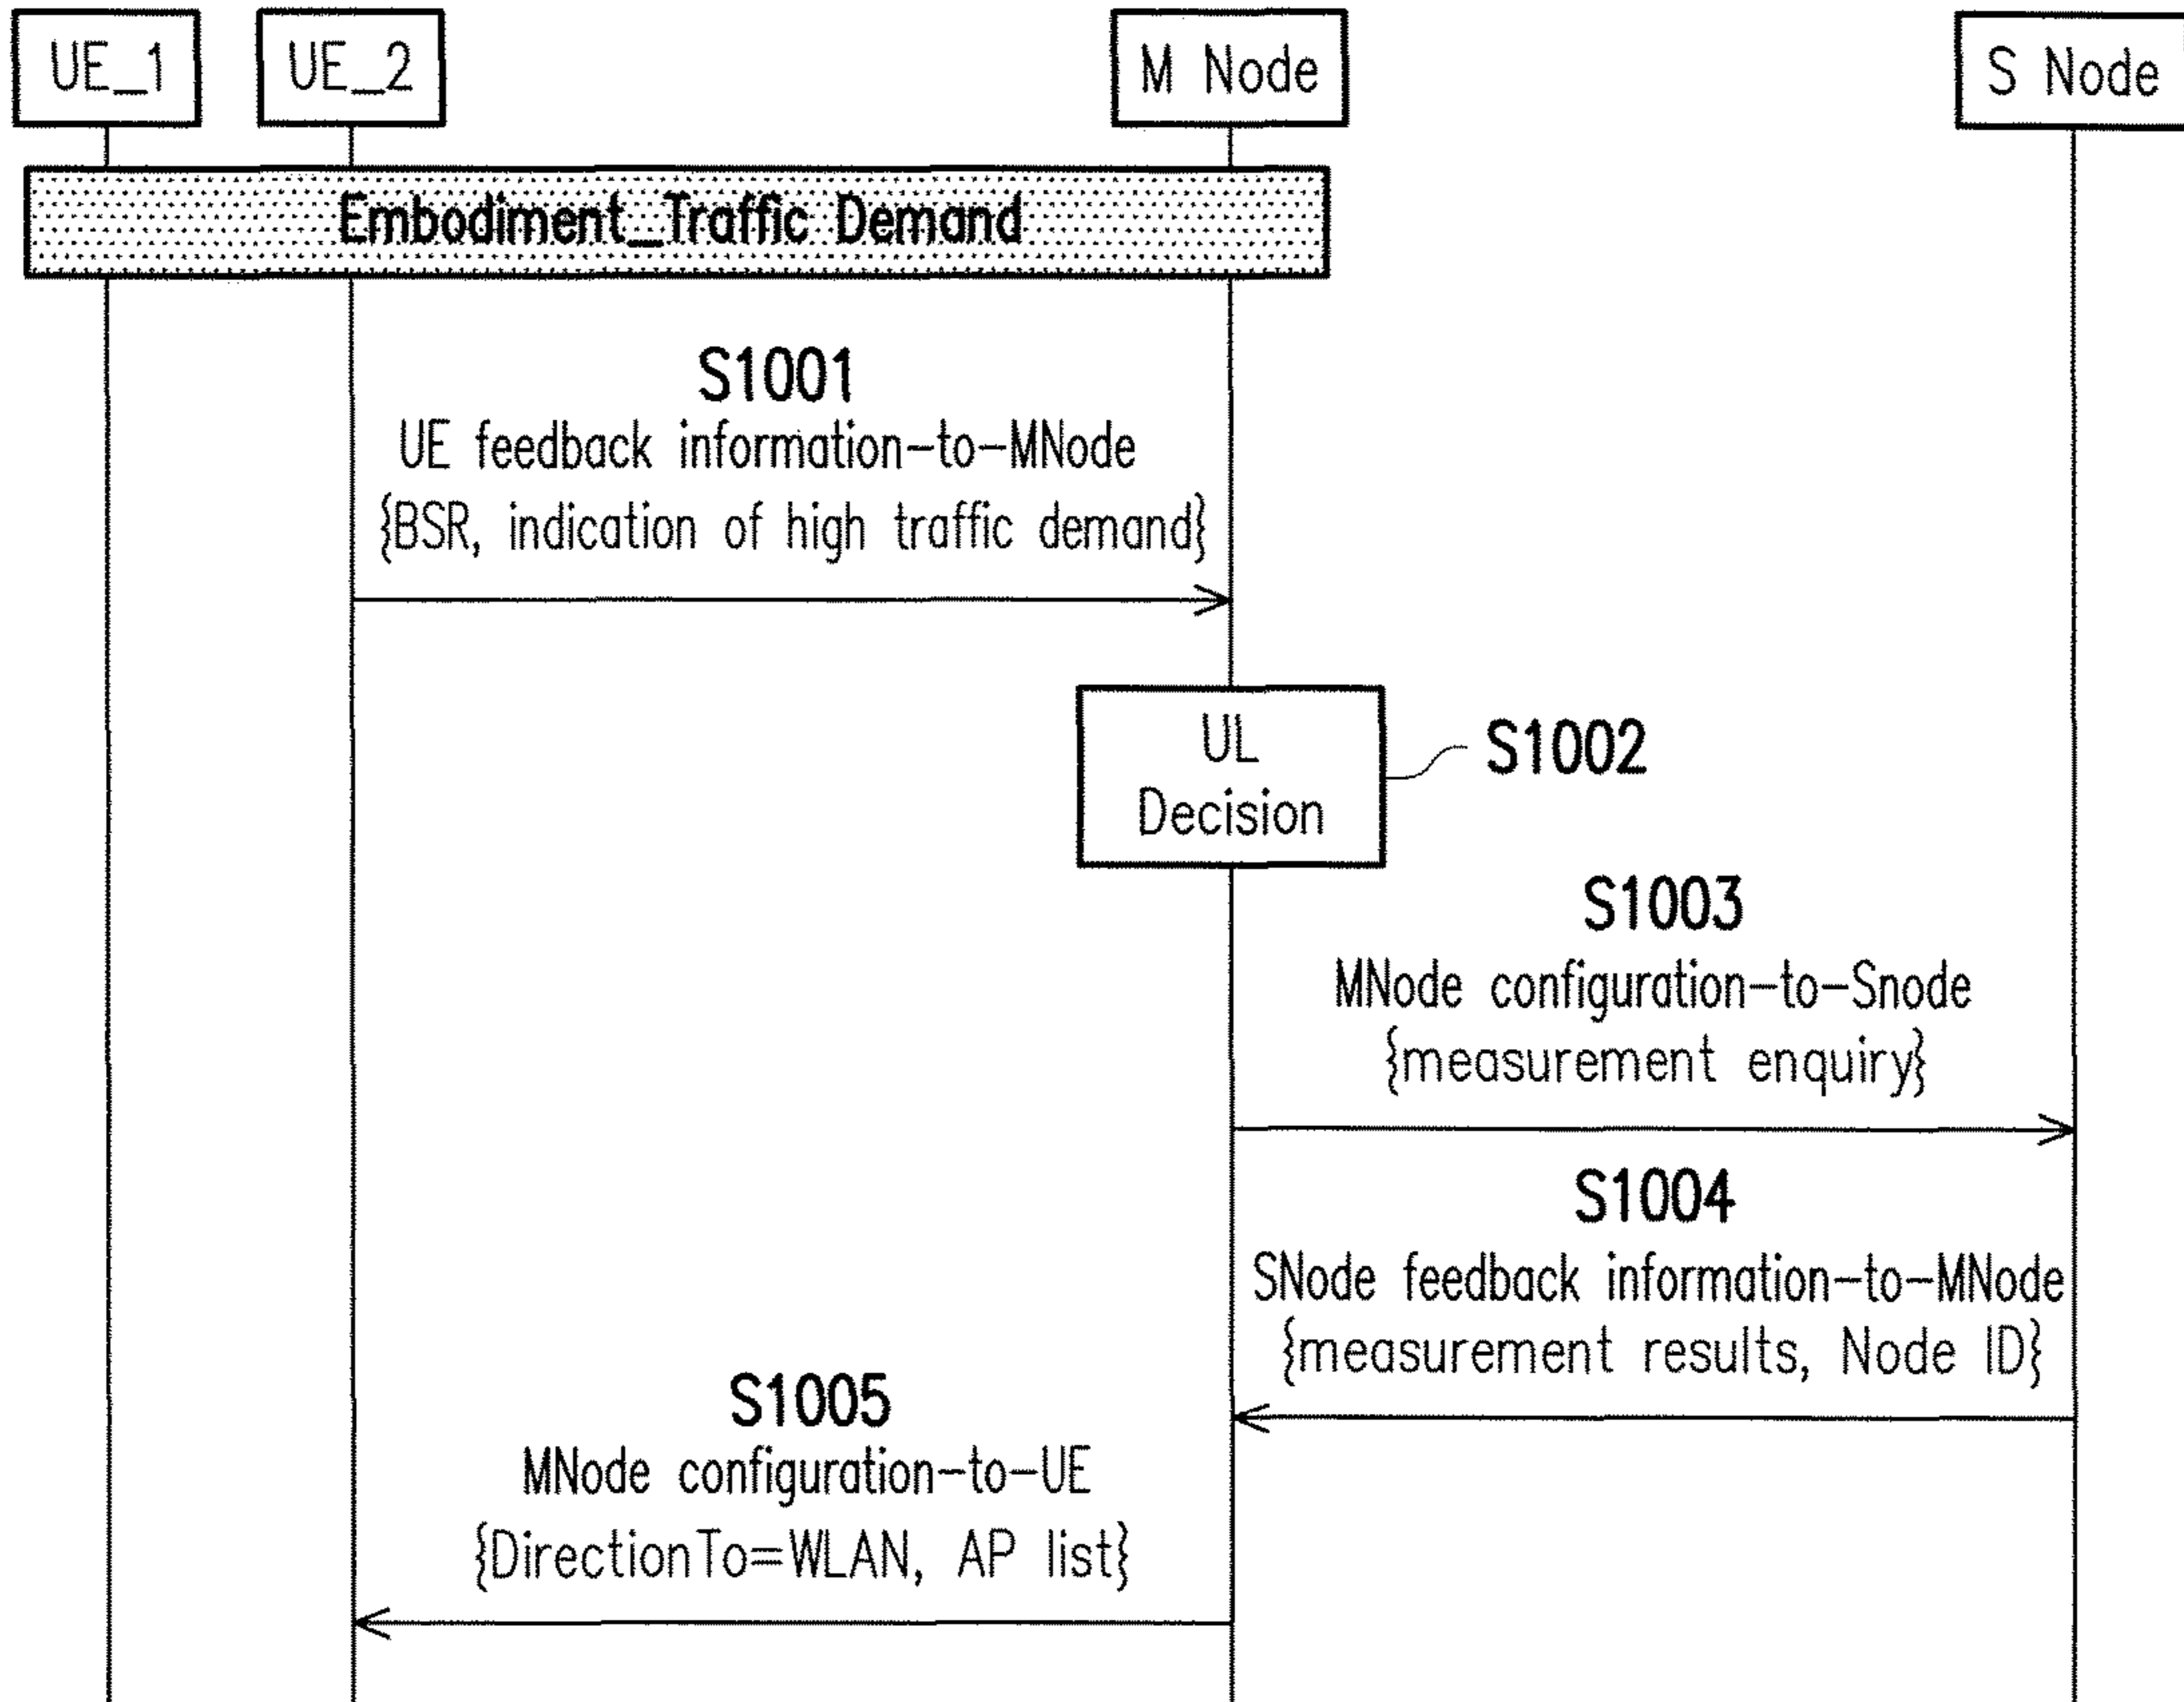 UE_1
UE_2
M Node
S Node
Embodiment_Traffic Demand
S1001
UE feedback information-to-MNode
{BSR, indication of high traffic demand}
UL
Decision
S1002
S1003
MNode configuration-to-Snode
{measurement enquiry}
S1004
SNode feedback information-to-MNode
{measurement results, Node ID}
S1005
MNode configuration-to-UE
{DirectionTo=WLAN, AP list}